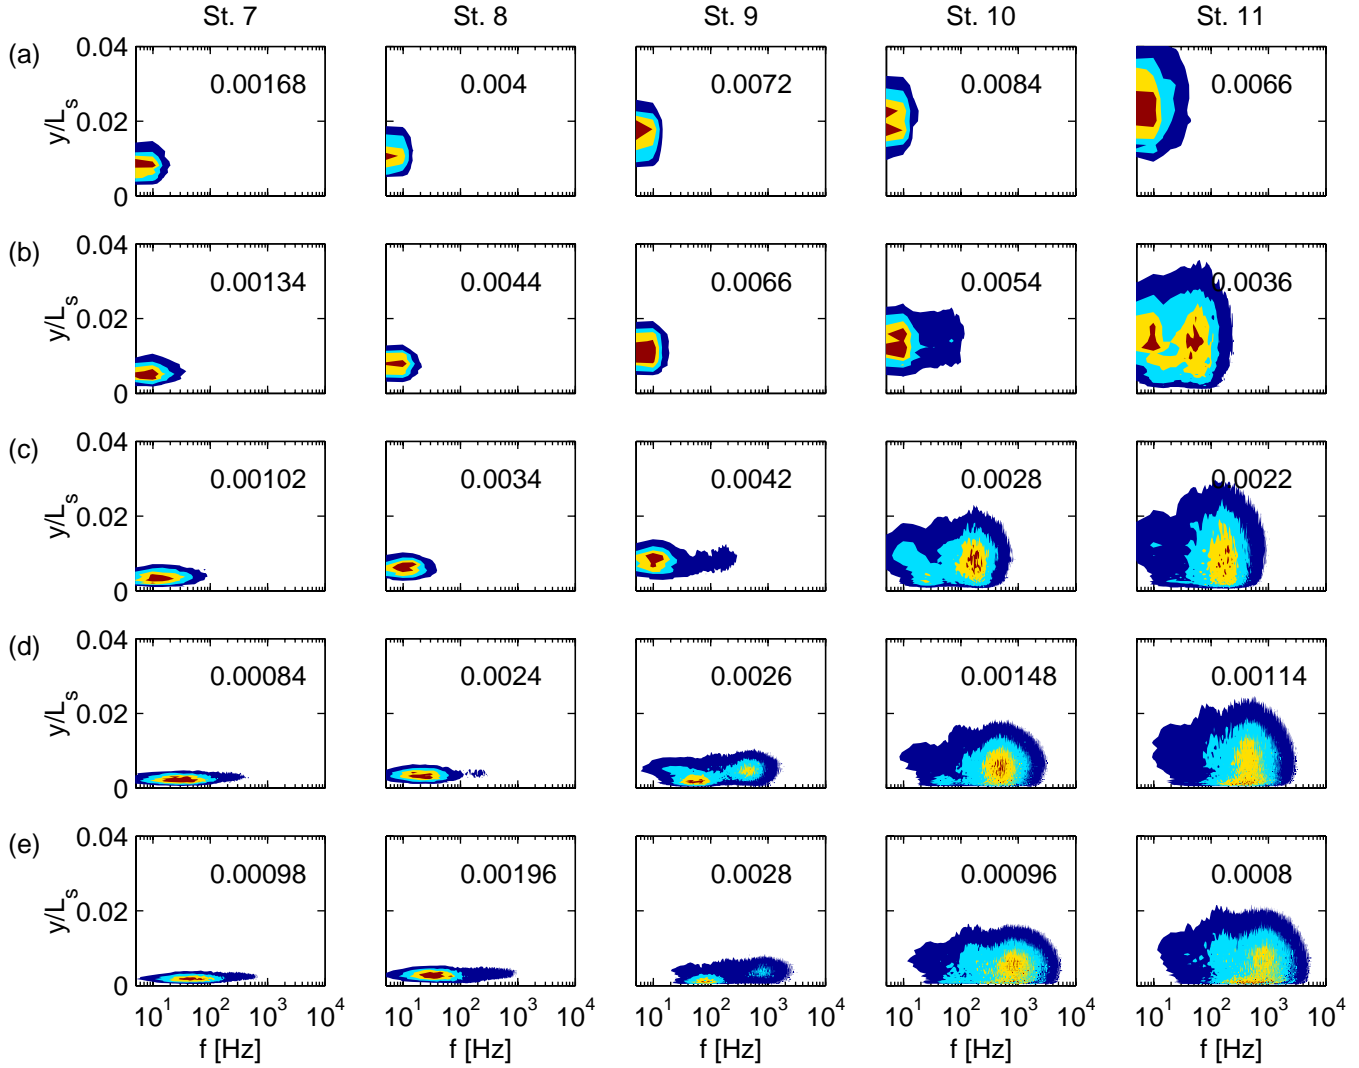 St. 7 St. 8 St. 9 St. 10 St. 11
(a)
y/Ls
0.04
0.02
0
0.00168 0.004 0.0072 0.0084 0.0066
(b)
y/Ls
0.04
0.02
0
0.00134 0.0044 0.0066 0.0054 0.0036
(c)
y/Ls
0.04
0.02
0
0.00102 0.0034 0.0042 0.0028 0.0022
(d)
y/Ls
0.04
0.02
0
0.00084 0.0024 0.0026 0.00148 0.00114
(e)
y/Ls
0.04
0.02
0
0.00098 0.00196 0.0028 0.00096 0.0008
10^1 10^2 10^3 10^4 10^1 10^2 10^3 10^4 10^1 10^2 10^3 10^4 10^1 10^2 10^3 10^4 10^1 10^2 10^3 10^4
f [Hz] f [Hz] f [Hz] f [Hz] f [Hz]